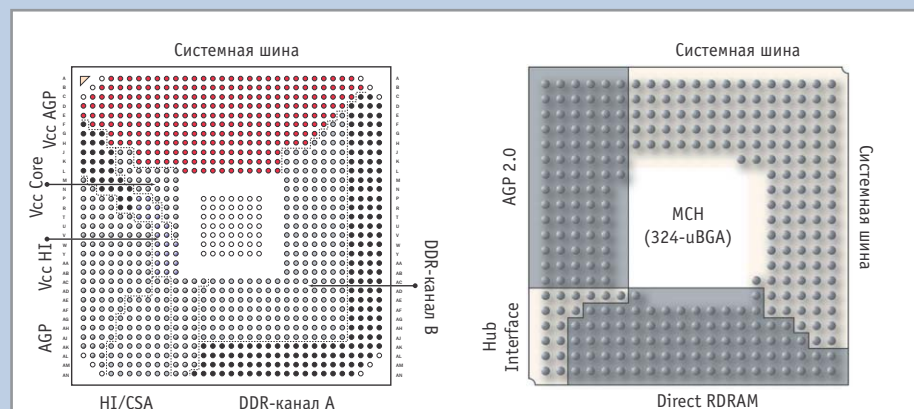 Системная шина
Vcc AGP
Vcc Core
Vcc HI
AGP
DDR-канал B
HI/CSA
DDR-канал A
Системная шина
AGP 2.0
MCH
(324-uBGA)
Системная шина
Hub
Interface
Direct RDRAM